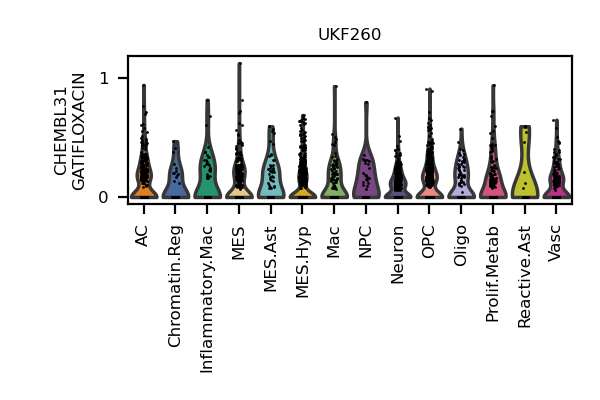 UKF260
CHEMBL31
GATIFLOXACIN
1
0
AC
Chromatin.Reg
Inflammatory.Mac
MES
MES.Ast
MES.Hyp
Mac
NPC
Neuron
OPC
Oligo
Prolif.Metab
Reactive.Ast
Vasc